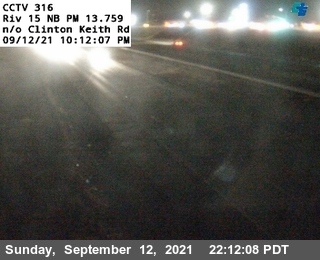 CCTV 316
Riv 15 NB PM 13.759
n/o Clinton Keith Rd
09/12/21 10:12:07 PM
Sunday, September 12, 2021 22:12:08 PDT